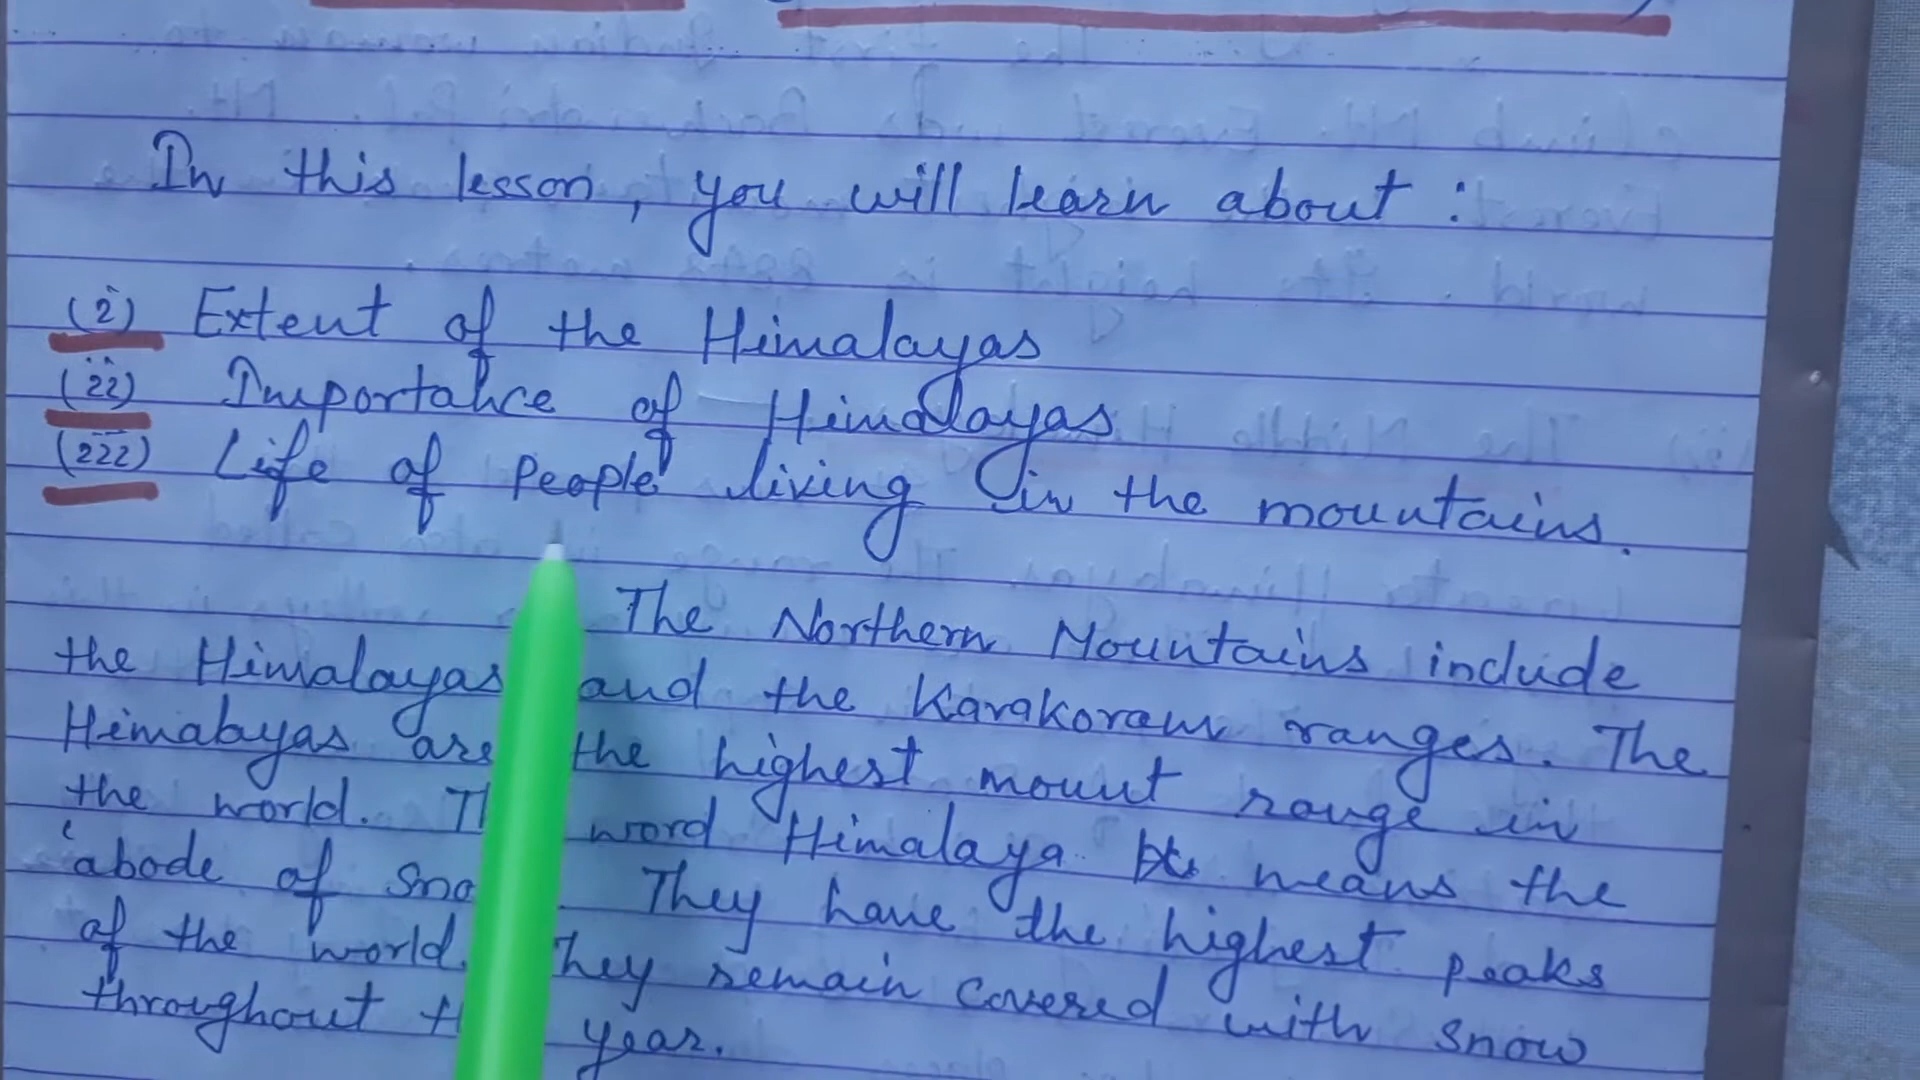 In this lesson, you will learn about :
(i) Extent of the Himalayas
(ii) Importance of Himalayas
(iii) Life of People living in the mountains.
The Northern Mountains include
the Himalayas and the Karakoram ranges. The
Himalayas are the highest mount range in
the world. Th word Himalaya means the
'abode of sno . They have the highest peaks
of the world. They remain covered with snow
throughout th year.